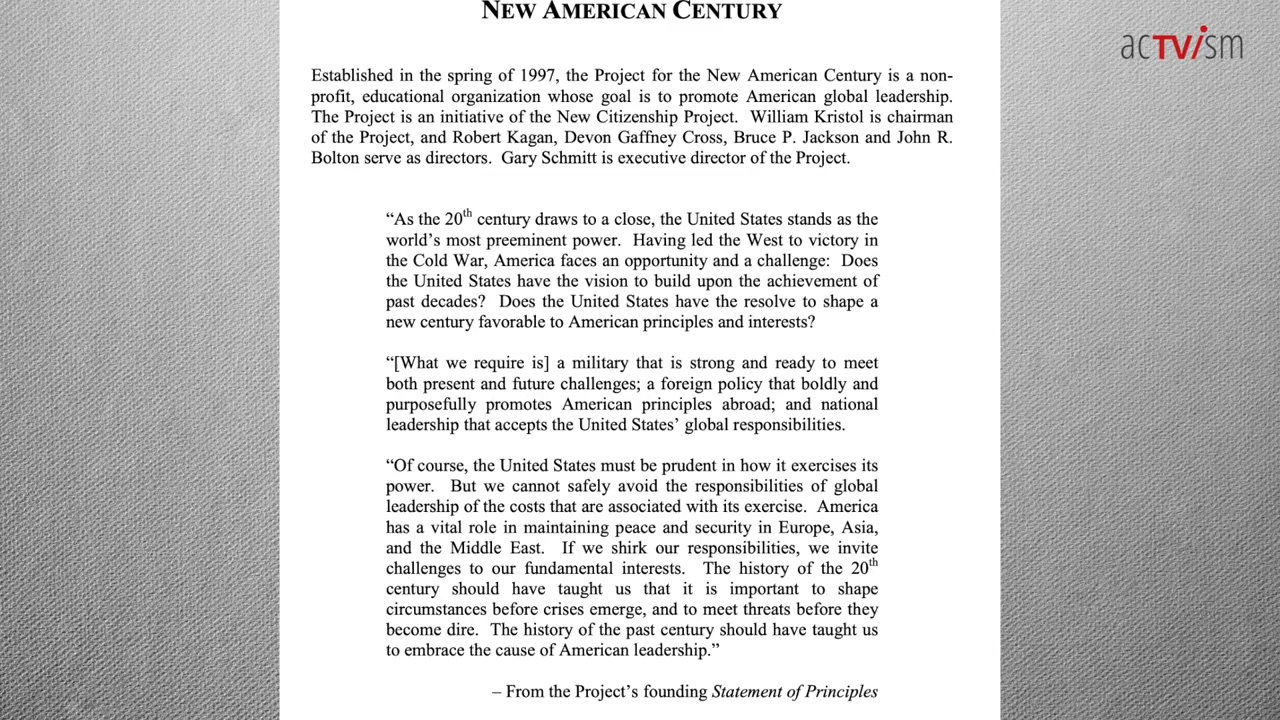 NEW AMERICAN CENTURY
acTVism
Established in the spring of 1997, the Project for the New American Century is a non-
profit, educational organization whose goal is to promote American global leadership.
The Project is an initiative of the New Citizenship Project.  William Kristol is chairman
of the Project, and Robert Kagan, Devon Gaffney Cross, Bruce P. Jackson and John R.
Bolton serve as directors.  Gary Schmitt is executive director of the Project.
“As the 20th century draws to a close, the United States stands as the
world’s most preeminent power.  Having led the West to victory in
the Cold War, America faces an opportunity and a challenge:  Does
the United States have the vision to build upon the achievement of
past decades?  Does the United States have the resolve to shape a
new century favorable to American principles and interests?
“[What we require is] a military that is strong and ready to meet
both present and future challenges; a foreign policy that boldly and
purposefully promotes American principles abroad; and national
leadership that accepts the United States’ global responsibilities.
“Of course, the United States must be prudent in how it exercises its
power.  But we cannot safely avoid the responsibilities of global
leadership of the costs that are associated with its exercise.  America
has a vital role in maintaining peace and security in Europe, Asia,
and the Middle East.  If we shirk our responsibilities, we invite
challenges to our fundamental interests.  The history of the 20th
century should have taught us that it is important to shape
circumstances before crises emerge, and to meet threats before they
become dire.  The history of the past century should have taught us
to embrace the cause of American leadership.”
– From the Project’s founding Statement of Principles